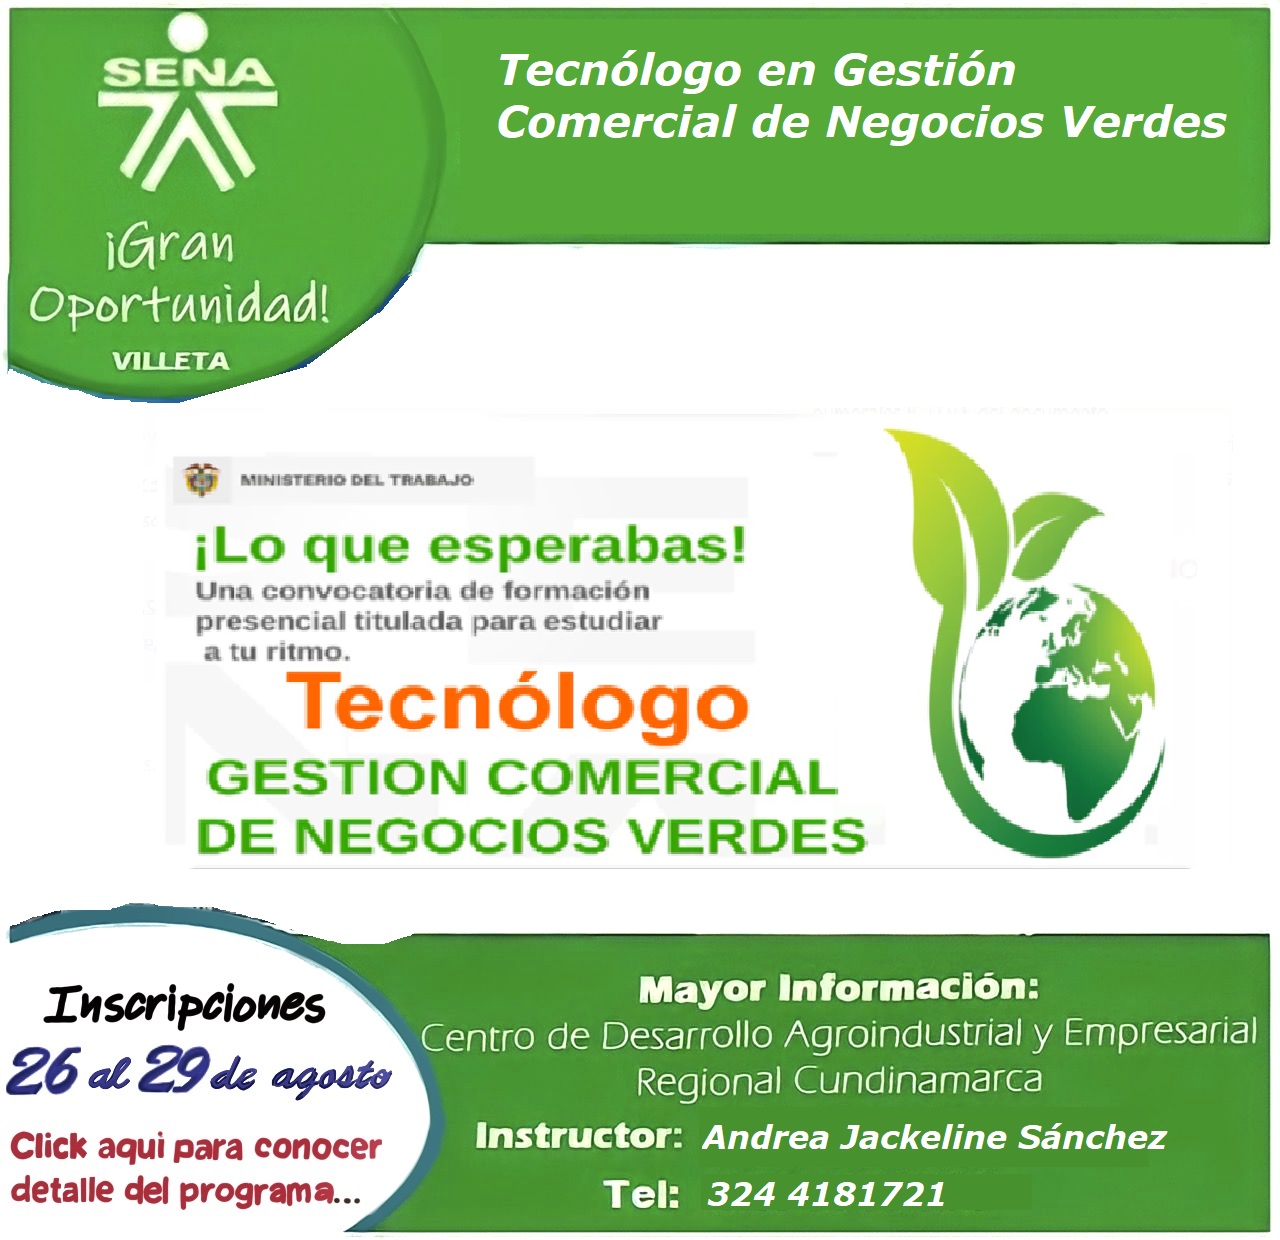 SENA
¡Gran
Oportunidad!
VILLETA
Tecnólogo en Gestión
Comercial de Negocios Verdes
MINISTERIO DEL TRABAJO
¡Lo que esperabas!
Una convocatoria de formación
presencial titulada para estudiar
a tu ritmo.
Tecnólogo
GESTION COMERCIAL
DE NEGOCIOS VERDES
Inscripciones
26 al 29 de agosto
Click aqui para conocer
detalle del programa...
Mayor Información:
Centro de Desarrollo Agroindustrial y Empresarial
Regional Cundinamarca
Instructor: Andrea Jackeline Sánchez
Tel: 324 4181721